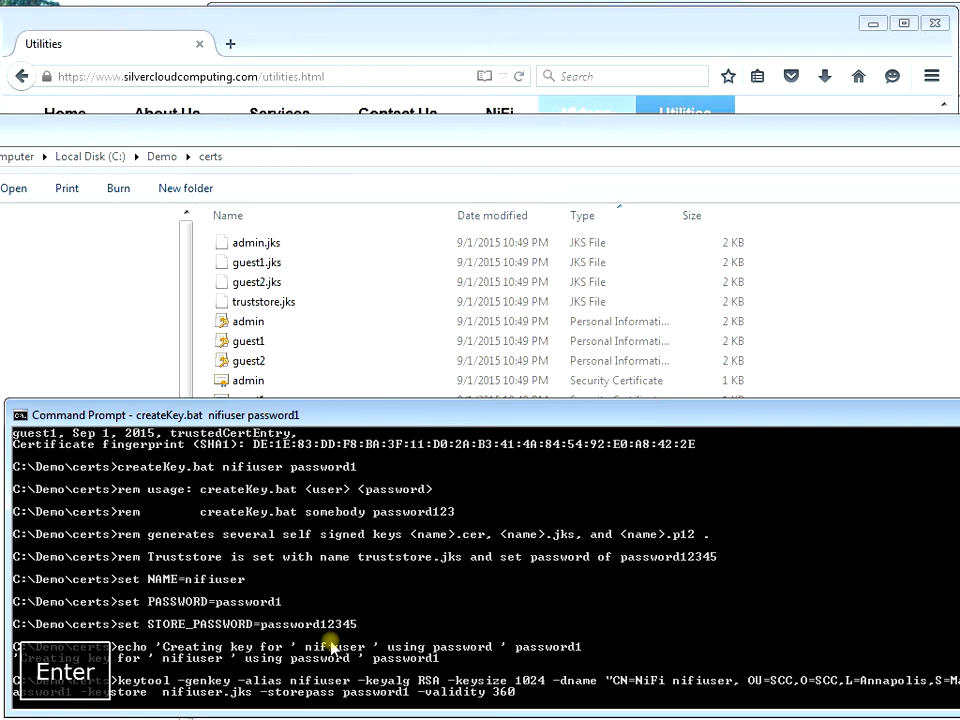 Utilities
https://www.silvercloudcomputing.com/utilities.html
Search
Home About Us Services Contact Us NiFi Videos Utilities
mputer Local Disk (C:) Demo certs
Open Print Burn New folder
Name Date modified Type Size
admin.jks 9/1/2015 10:49 PM JKS File 2 KB
guest1.jks 9/1/2015 10:49 PM JKS File 2 KB
guest2.jks 9/1/2015 10:49 PM JKS File 2 KB
truststore.jks 9/1/2015 10:49 PM JKS File 2 KB
admin 9/1/2015 10:49 PM Personal Informati... 2 KB
guest1 9/1/2015 10:49 PM Personal Informati... 2 KB
guest2 9/1/2015 10:49 PM Personal Informati... 2 KB
admin 9/1/2015 10:49 PM Security Certificate 2 KB
Command Prompt - createKey.bat nifiuser password1
guest1, Sep 1, 2015, trustedCertEntry,
Certificate fingerprint (SHA1): DE:1E:83:DD:F8:BA:3F:11:D0:2A:B3:41:4A:84:54:92:E0:A8:42:2E
C:\Demo\certs>createKey.bat nifiuser password1
C:\Demo\certs>rem usage: createKey.bat <user> <password>
C:\Demo\certs>rem createKey.bat somebody password123
C:\Demo\certs>rem generates several self signed keys <name>.cer, <name>.jks, and <name>.p12 .
C:\Demo\certs>rem Truststore is set with name truststore.jks and set password of password12345
C:\Demo\certs>set NAME=nifiuser
C:\Demo\certs>set PASSWORD=password1
C:\Demo\certs>set STORE_PASSWORD=password12345
C:\Demo\certs>echo 'Creating key for ' nifiuser ' using password ' password1
'Creating key for ' nifiuser ' using password ' password1
C:\Demo\certs>keytool -genkey -alias nifiuser -keyalg RSA -keysize 1024 -dname "CN=NiFi nifiuser, OU=SCC,O=SCC,L=Annapolis,S=Ma
assword1 -keystore nifiuser.jks -storepass password1 -validity 360
Enter